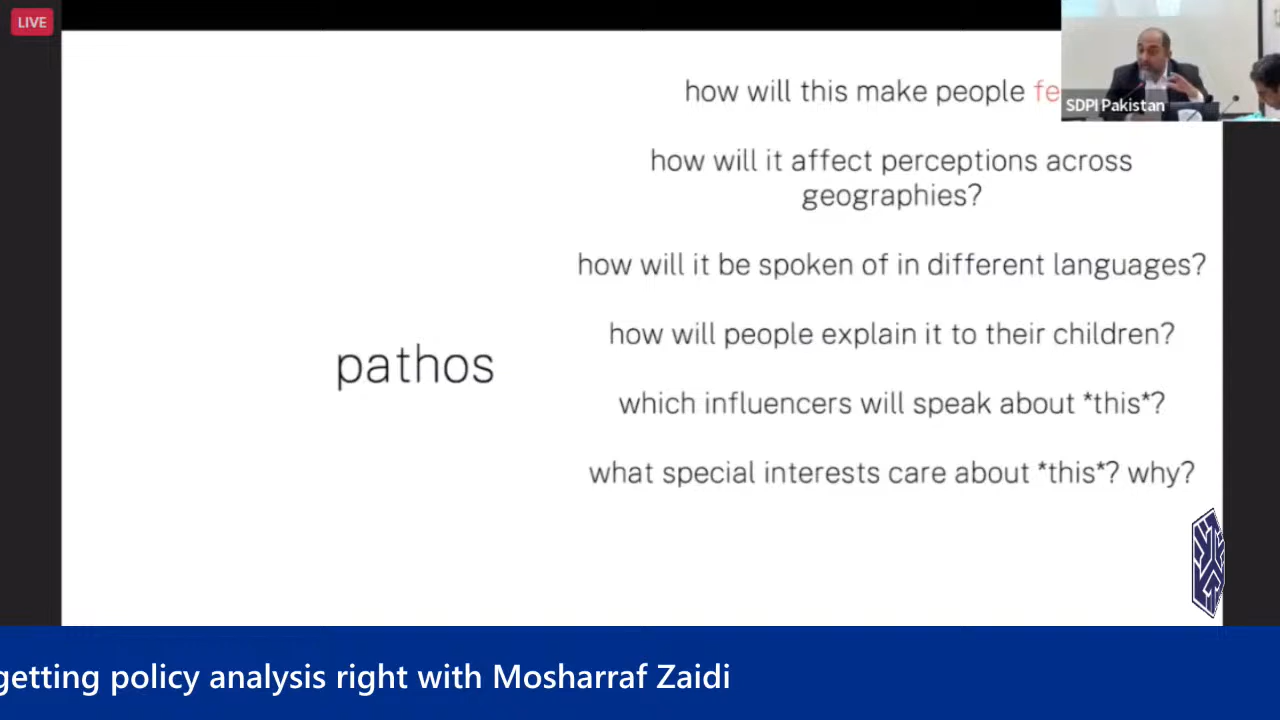 LIVE
how will this make people fe
SDPI Pakistan
how will it affect perceptions across
geographies?
how will it be spoken of in different languages?
how will people explain it to their children?
pathos
which influencers will speak about *this*?
what special interests care about *this*? why?
getting policy analysis right with Mosharraf Zaidi